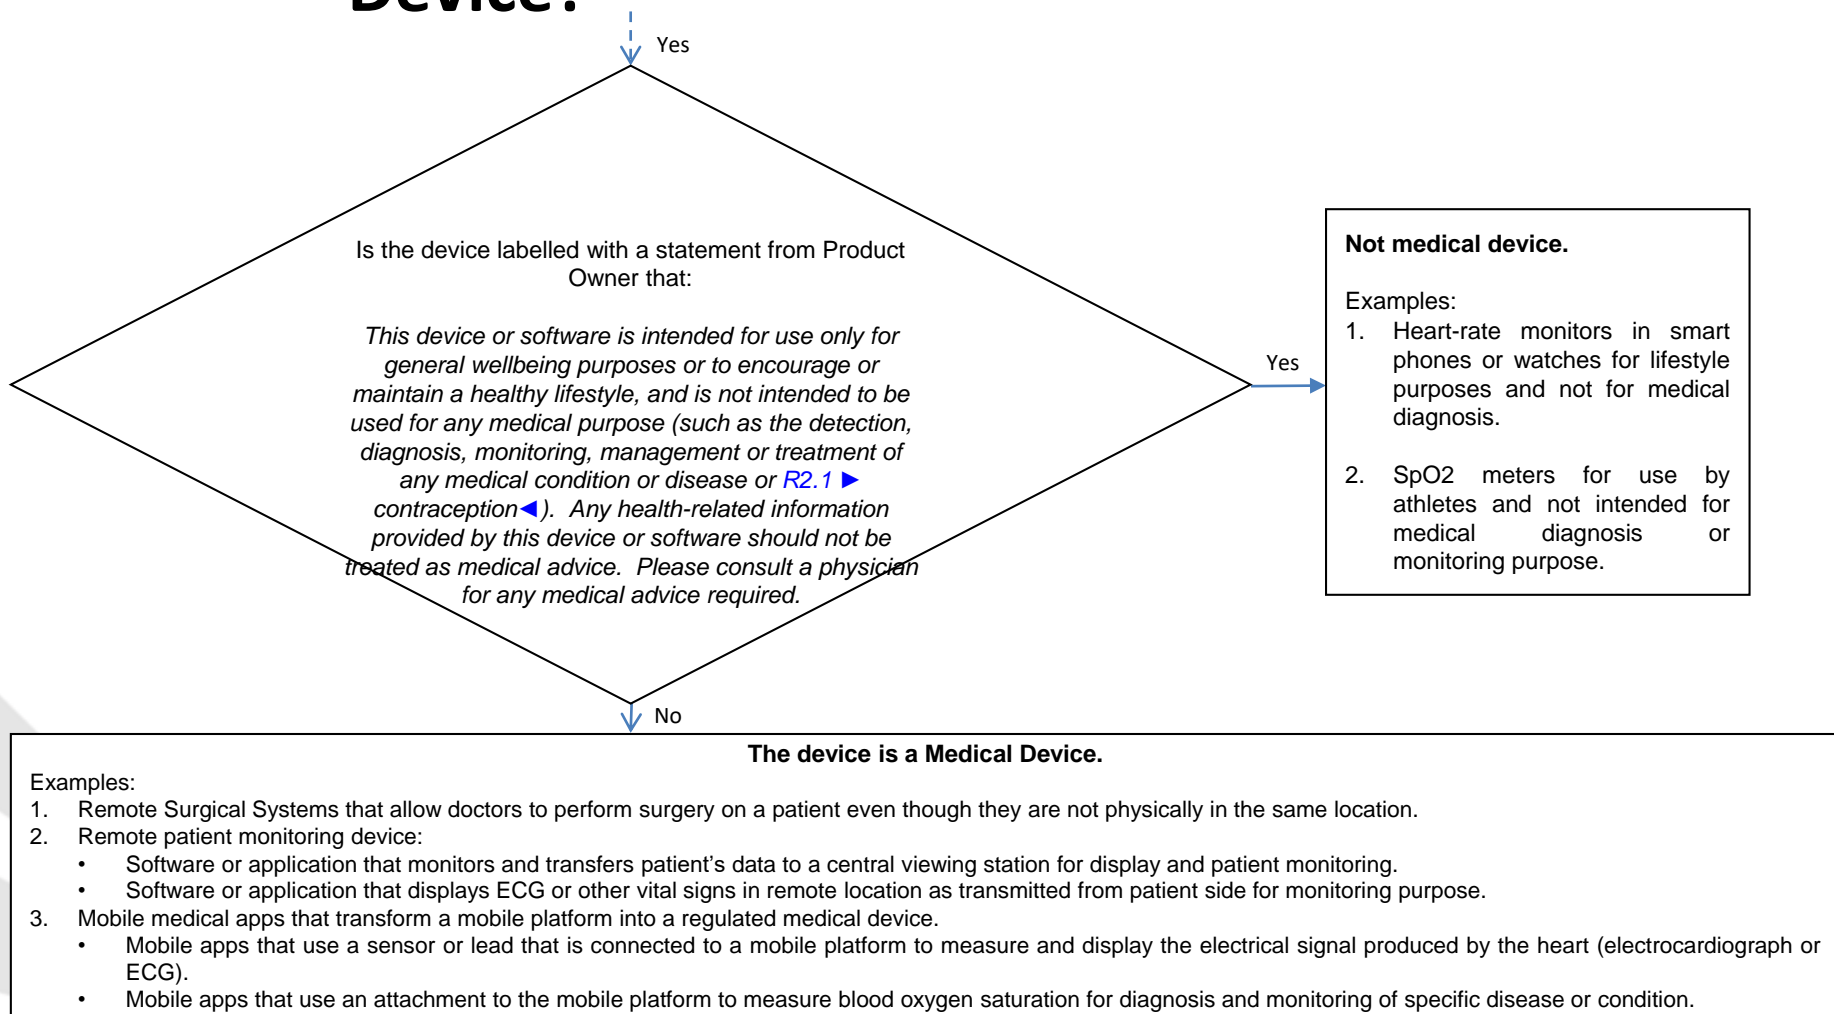 Device?
Yes
Is the device labelled with a statement from Product
Owner that:
This device or software is intended for use only for
general wellbeing purposes or to encourage or
maintain a healthy lifestyle, and is not intended to be
used for any medical purpose (such as the detection,
diagnosis, monitoring, management or treatment of
any medical condition or disease or R2.1 ►
contraception◄). Any health-related information
provided by this device or software should not be
treated as medical advice. Please consult a physician
for any medical advice required.
Yes
Not medical device.
Examples:
1. Heart-rate monitors in smart
phones or watches for lifestyle
purposes and not for medical
diagnosis.
2. SpO2 meters for use by
athletes and not intended for
medical diagnosis or
monitoring purpose.
No
The device is a Medical Device.
Examples:
1. Remote Surgical Systems that allow doctors to perform surgery on a patient even though they are not physically in the same location.
2. Remote patient monitoring device:
• Software or application that monitors and transfers patient's data to a central viewing station for display and patient monitoring.
• Software or application that displays ECG or other vital signs in remote location as transmitted from patient side for monitoring purpose.
3. Mobile medical apps that transform a mobile platform into a regulated medical device.
• Mobile apps that use a sensor or lead that is connected to a mobile platform to measure and display the electrical signal produced by the heart (electrocardiograph or
ECG).
• Mobile apps that use an attachment to the mobile platform to measure blood oxygen saturation for diagnosis and monitoring of specific disease or condition.